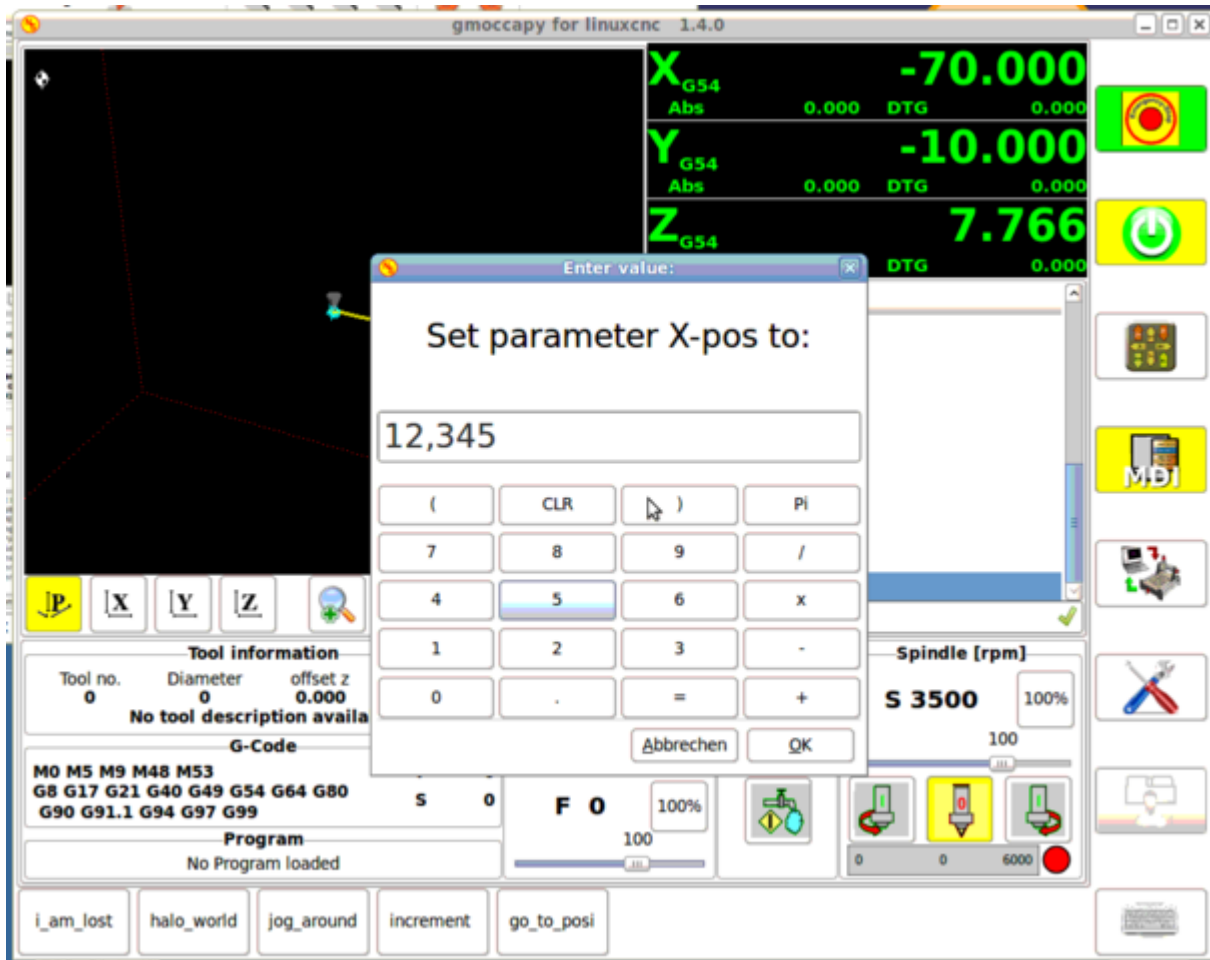 gmoccapy for linuxcnc 1.4.0
X G54 -70.000
Abs 0.000 DTG 0.000
Y G54 -10.000
Abs 0.000 DTG 0.000
Z G54 7.766
DTG 0.000
Enter value:
Set parameter X-pos to:
12,345
( CLR ) Pi
7 8 9 /
4 5 6 x
1 2 3 -
0 . = +
Abbrechen OK
MDI
P X Y Z
Tool information
Tool no. Diameter offset z
0 0 0.000
No tool description availa
G-Code
M0 M5 M9 M48 M53
G8 G17 G21 G40 G49 G54 G64 G80
G90 G91.1 G94 G97 G99
Program
No Program loaded
S 0
F 0 100%
100
Spindle [rpm]
S 3500 100%
100
I 0 I
0 0 6000
i_am_lost halo_world jog_around increment go_to_posi